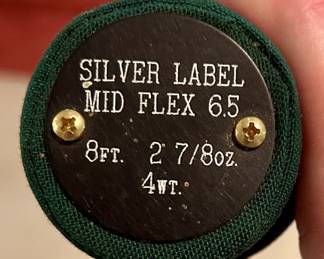 SILVER LABEL
MID FLEX 6.5
8FT. 2 7/8OZ.
4WT.